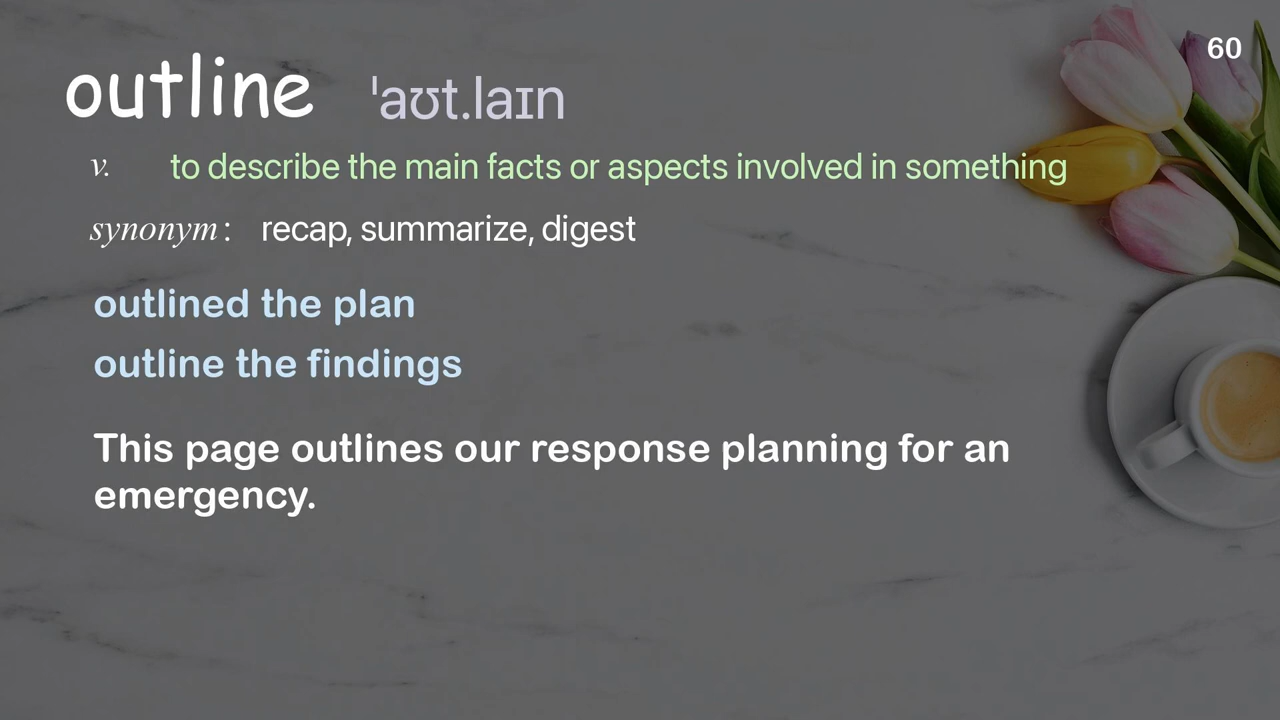 60
outline ˈaʊt.laɪn
v. to describe the main facts or aspects involved in something
synonym : recap, summarize, digest
outlined the plan
outline the findings
This page outlines our response planning for an
emergency.